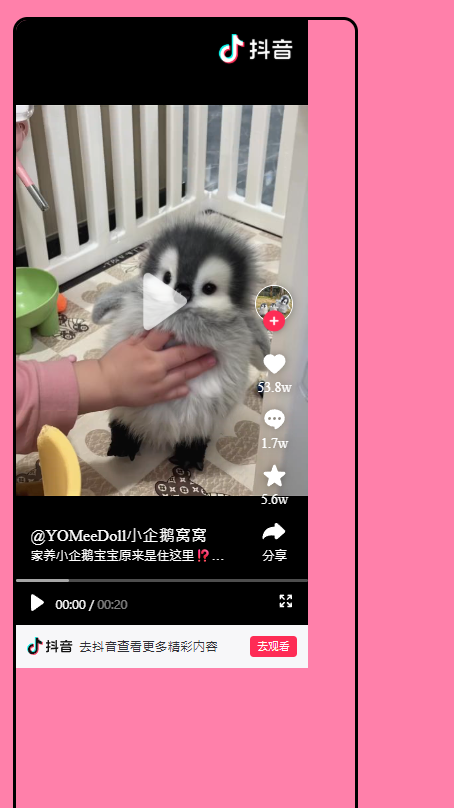 抖音
53.8w
1.7w
5.6w
@YOMeeDoll小企鹅窝窝
家养小企鹅宝宝原来是住这里⁉️...
分享
00:00 / 00:20
抖音 去抖音查看更多精彩内容 去观看